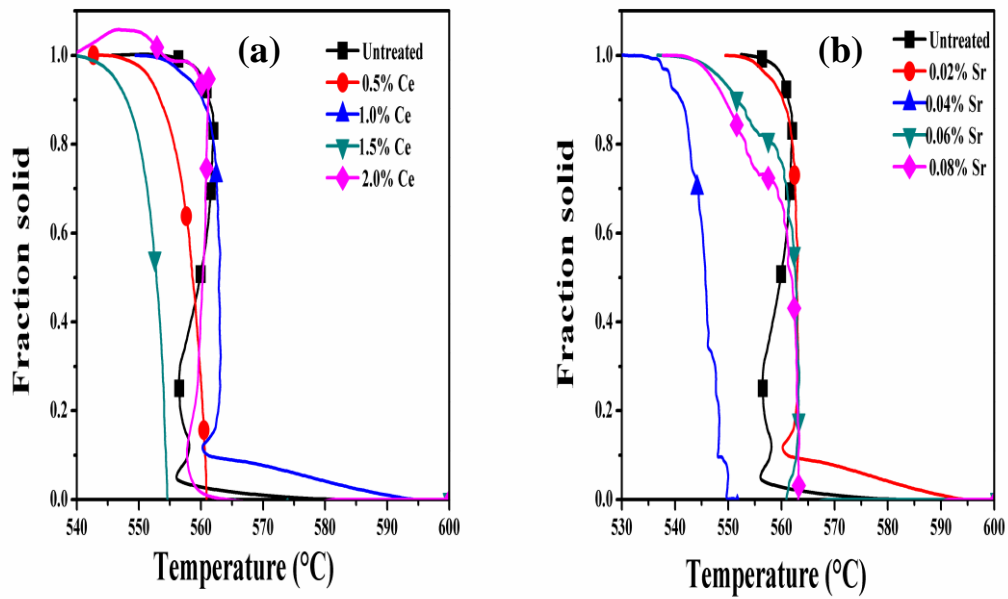 (a)
Untreated
0.5% Ce
1.0% Ce
1.5% Ce
2.0% Ce
1.0
0.8
0.6
0.4
0.2
0.0
540 550 560 570 580 590 600
Fraction solid
Temperature (°C)
(b)
Untreated
0.02% Sr
0.04% Sr
0.06% Sr
0.08% Sr
1.0
0.8
0.6
0.4
0.2
0.0
530 540 550 560 570 580 590 600
Fraction solid
Temperature (°C)